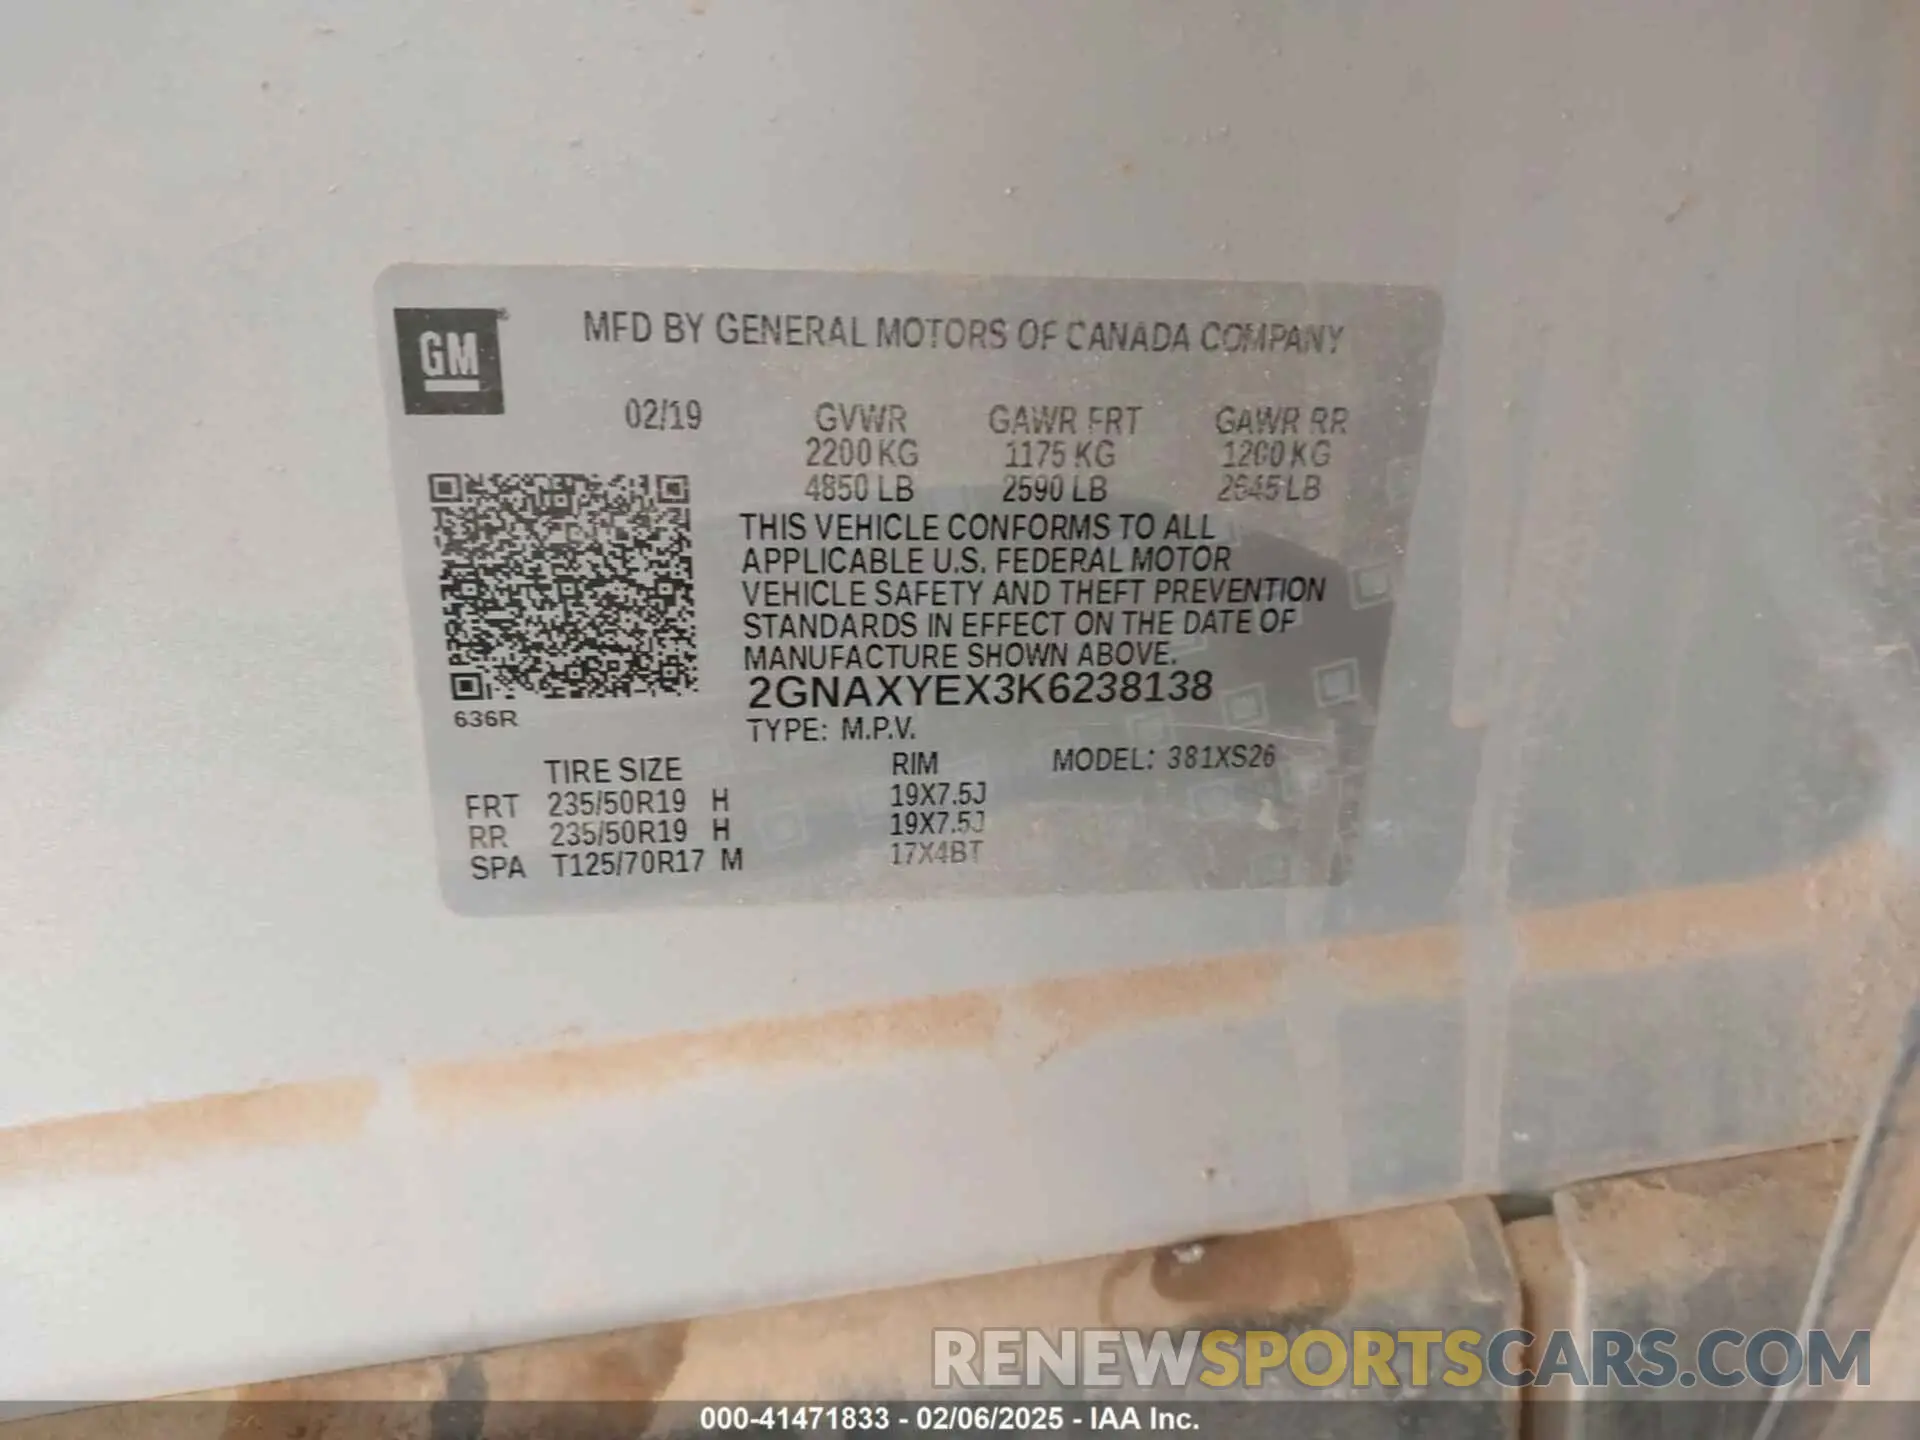 GM
MFD BY GENERAL MOTORS OF CANADA COMPANY
02/19 GVWR GAWR FRT GAWR RR
2200 KG 1175 KG 1200 KG
4850 LB 2590 LB 2645 LB
THIS VEHICLE CONFORMS TO ALL
APPLICABLE U.S. FEDERAL MOTOR
VEHICLE SAFETY AND THEFT PREVENTION
STANDARDS IN EFFECT ON THE DATE OF
MANUFACTURE SHOWN ABOVE.
2GNAXYEX3K6238138
636R
TYPE: M.P.V.
TIRE SIZE RIM MODEL: 381XS26
FRT 235/50R19 H 19X7.5J
RR 235/50R19 H 19X7.5J
SPA T125/70R17 M 17X4BT
RENEWSPORTSCARS.COM
000-41471833 - 02/06/2025 - IAA Inc.